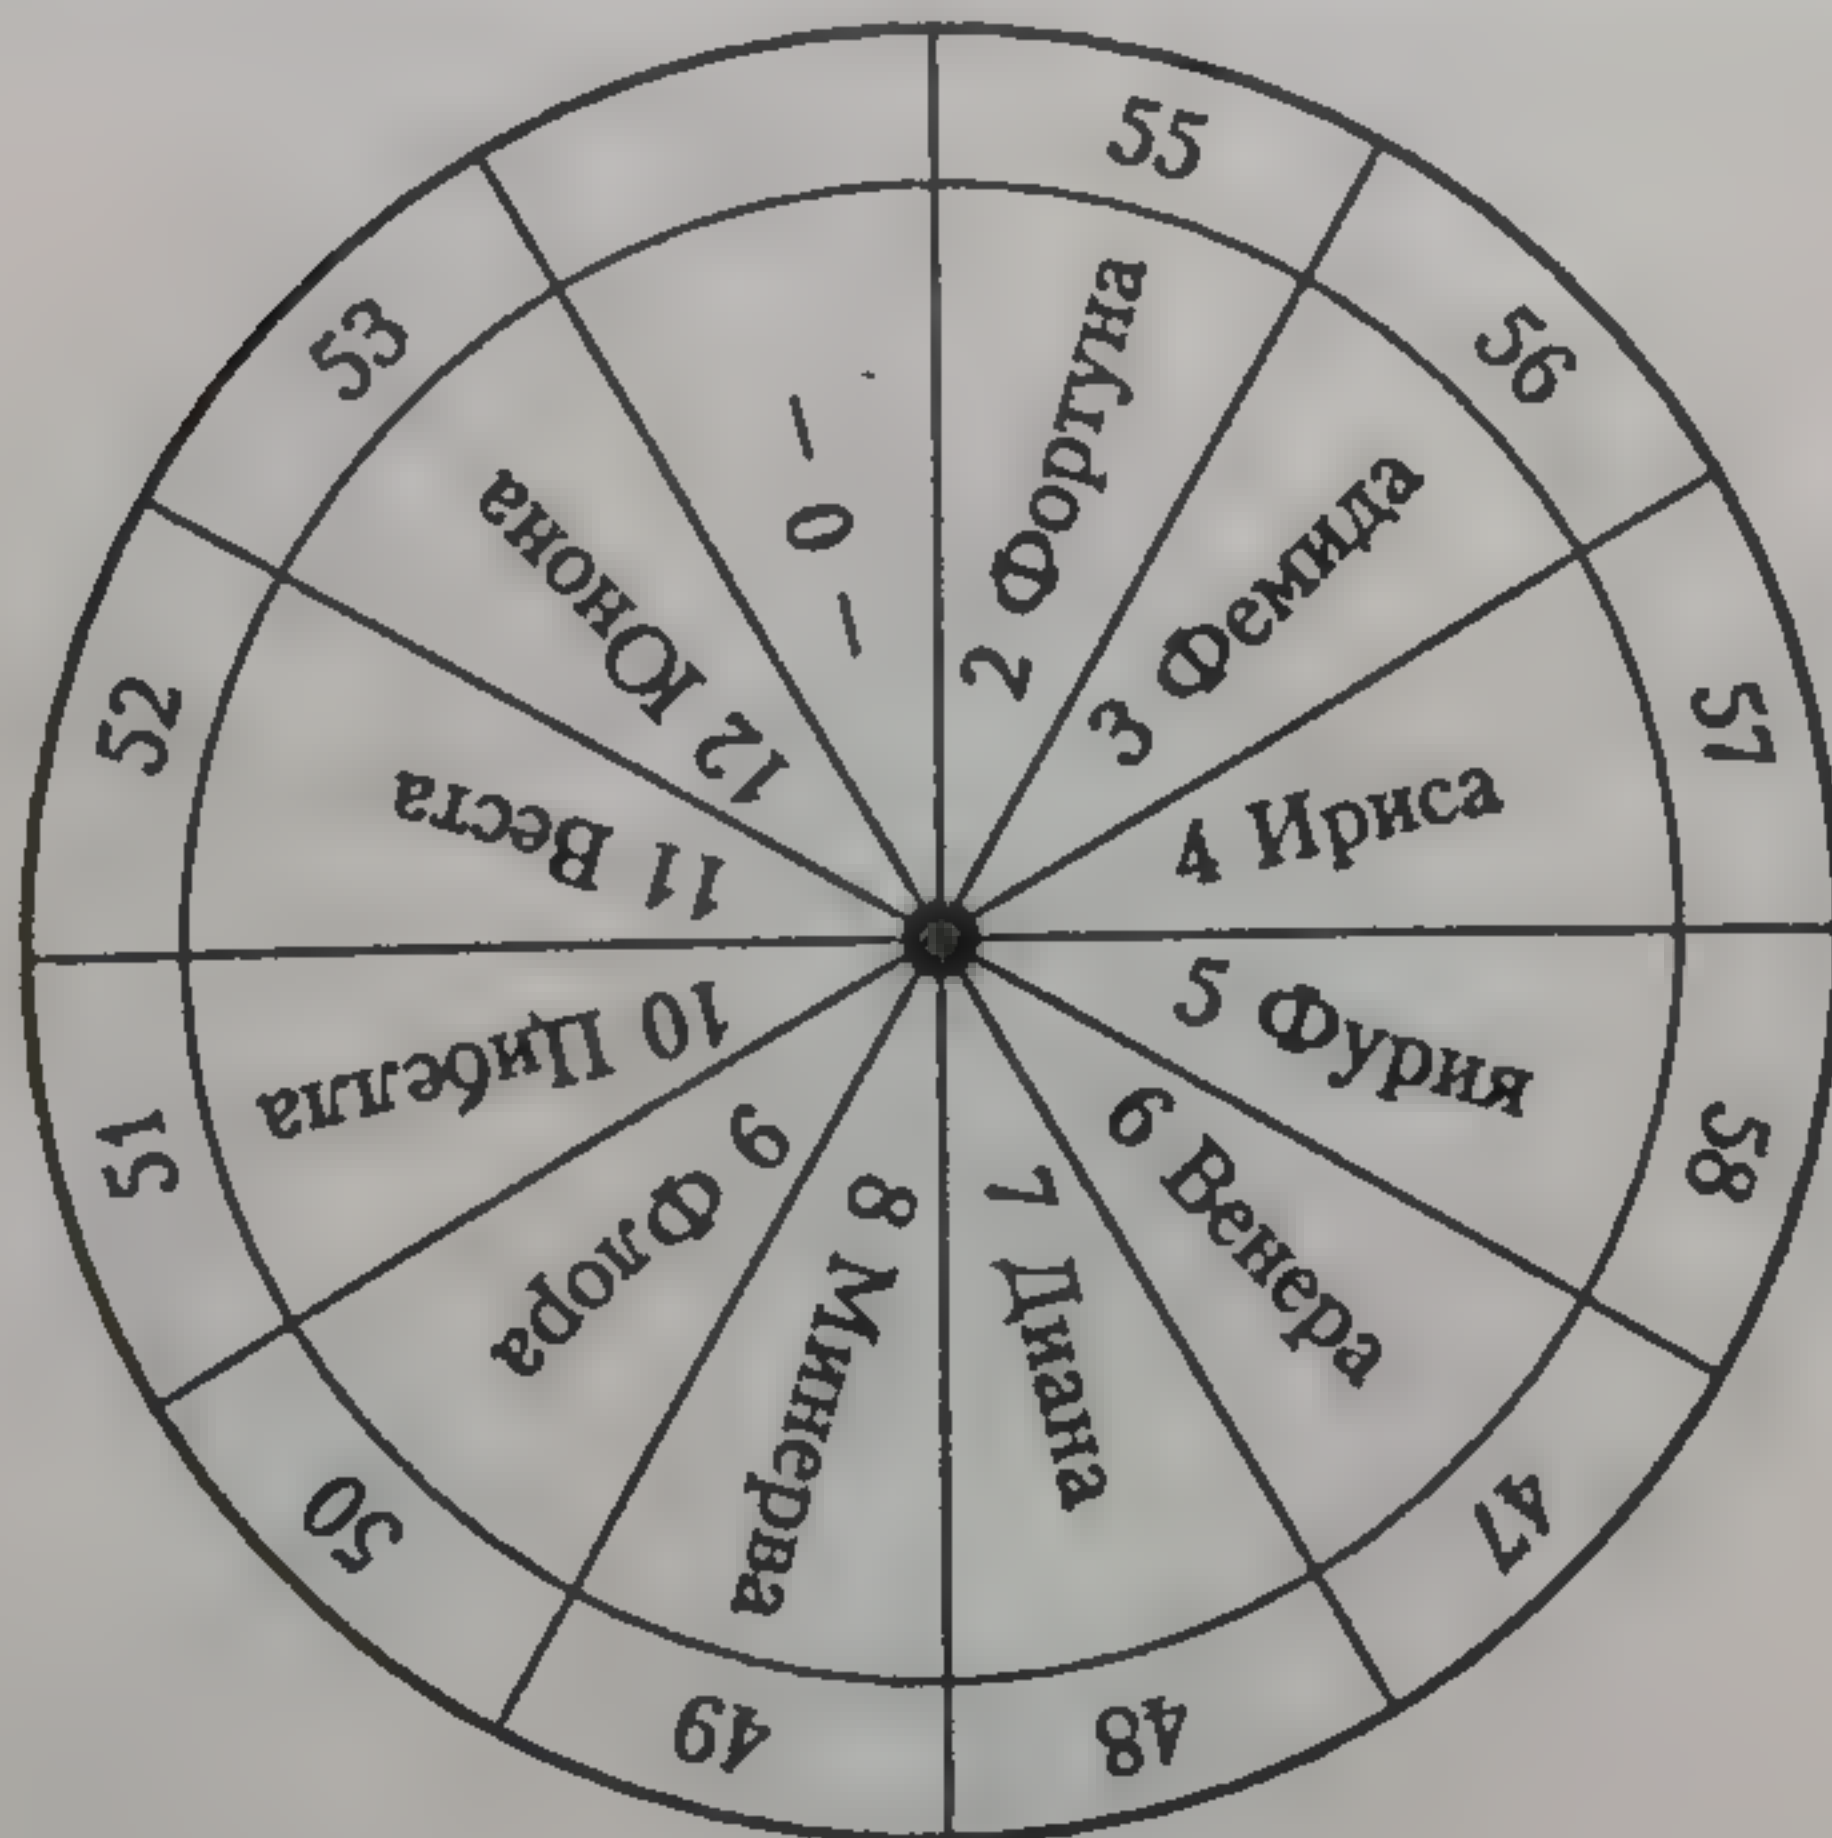 55
2 Фортуна
56
3 Фемида
57
4 Ириса
58
5 Фурия
47
6 Венера
48
7 Диана
49
8 Минерва
50
9 Флора
51
10 Цибелла
52
11 Веста
53
12 Юнона
— 0 —